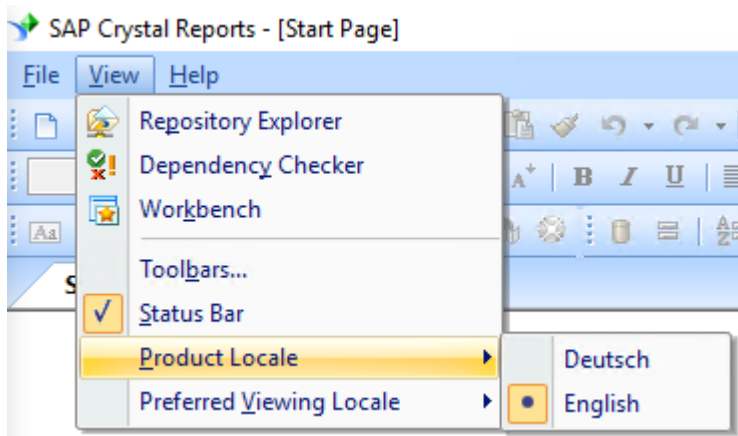 SAP Crystal Reports - [Start Page]
File View Help
Repository Explorer
Dependency Checker
Workbench
Toolbars...
Status Bar
Product Locale
Preferred Viewing Locale
Deutsch
English
A
B I U
Aa
A
Z
S